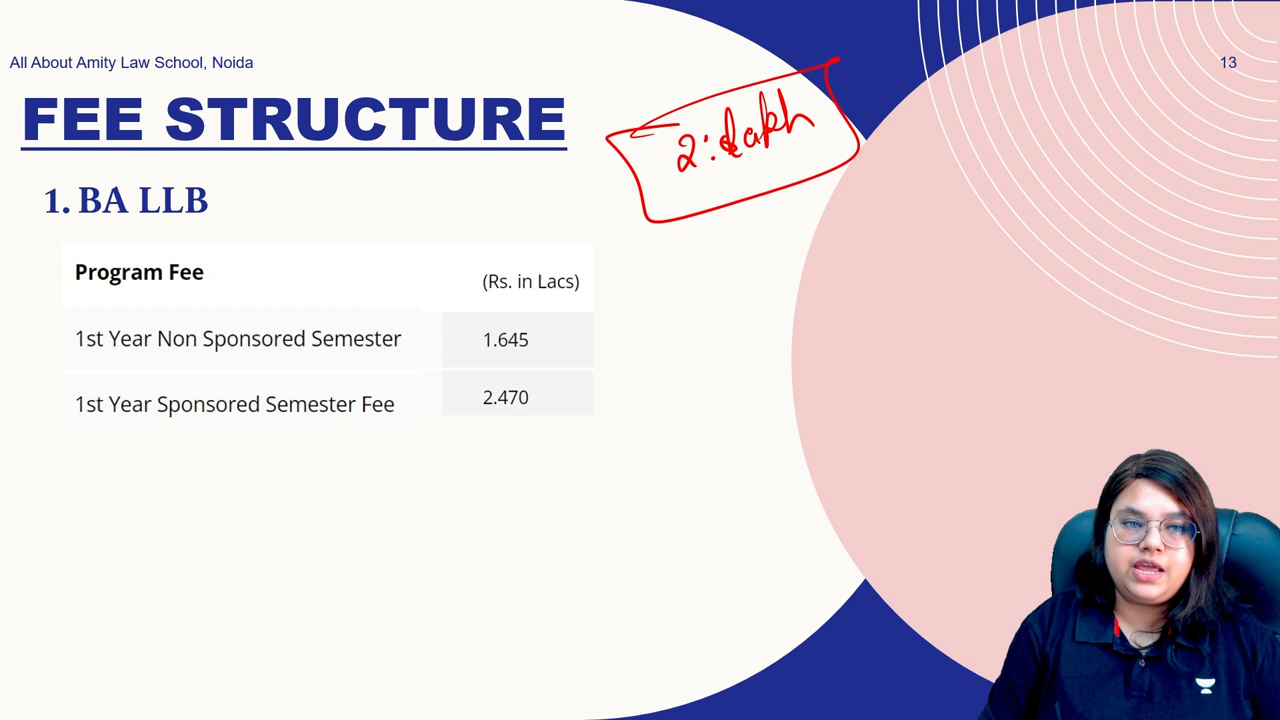 All About Amity Law School, Noida
13
FEE STRUCTURE
2: Lakh
1. BA LLB
Program Fee (Rs. in Lacs)
1st Year Non Sponsored Semester 1.645
1st Year Sponsored Semester Fee 2.470